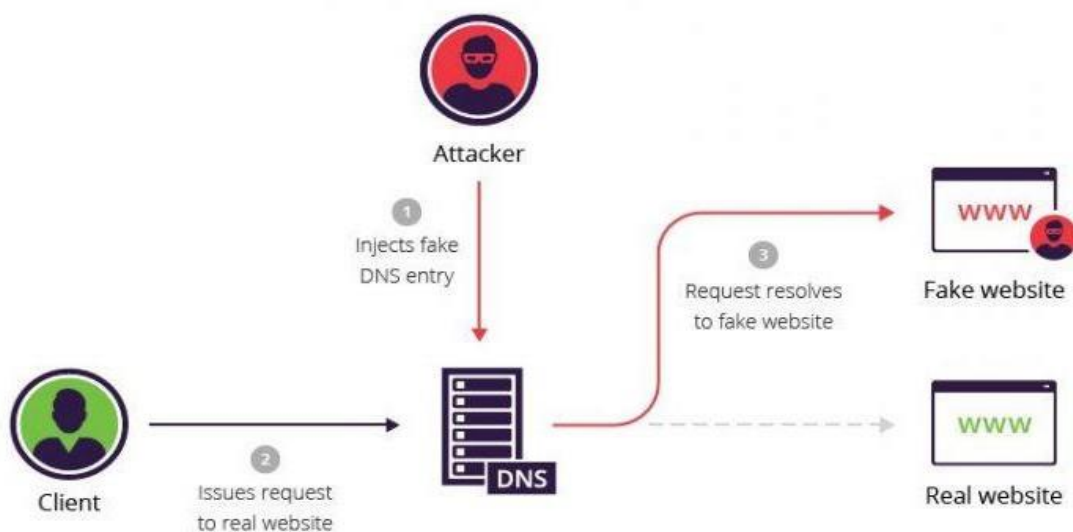 Attacker
1
Injects fake
DNS entry
www
Fake website
3
Request resolves
to fake website
www
Real website
DNS
Client
2
Issues request
to real website